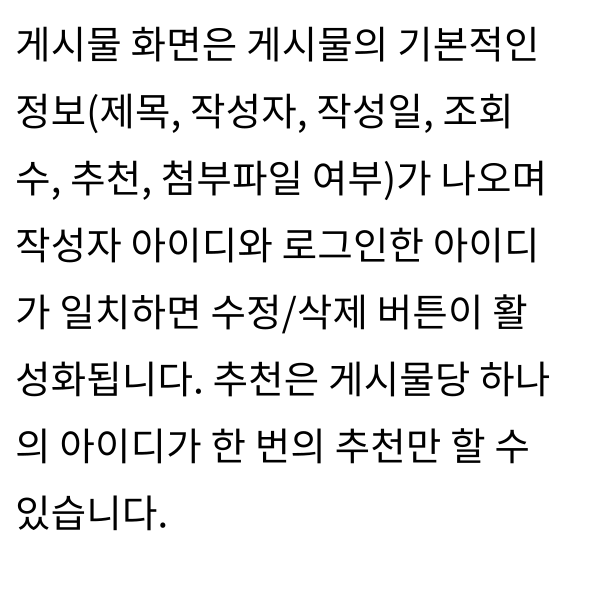 게시물 화면은 게시물의 기본적인
정보(제목, 작성자, 작성일, 조회
수, 추천, 첨부파일 여부)가 나오며
작성자 아이디와 로그인한 아이디
가 일치하면 수정/삭제 버튼이 활
성화됩니다. 추천은 게시물당 하나
의 아이디가 한 번의 추천만 할 수
있습니다.